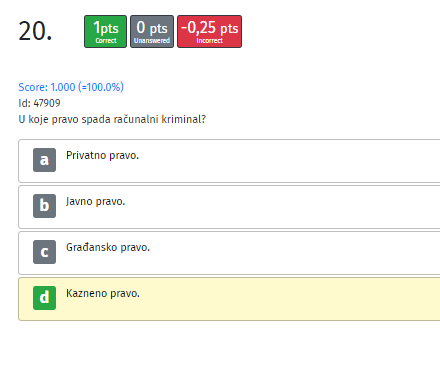 20.
1pts
Correct
0 pts
Unanswered
-0,25 pts
Incorrect
Score: 1.000 (=100.0%)
Id: 47909
U koje pravo spada računalni kriminal?
a Privatno pravo.
b Javno pravo.
c Građansko pravo.
d Kazneno pravo.